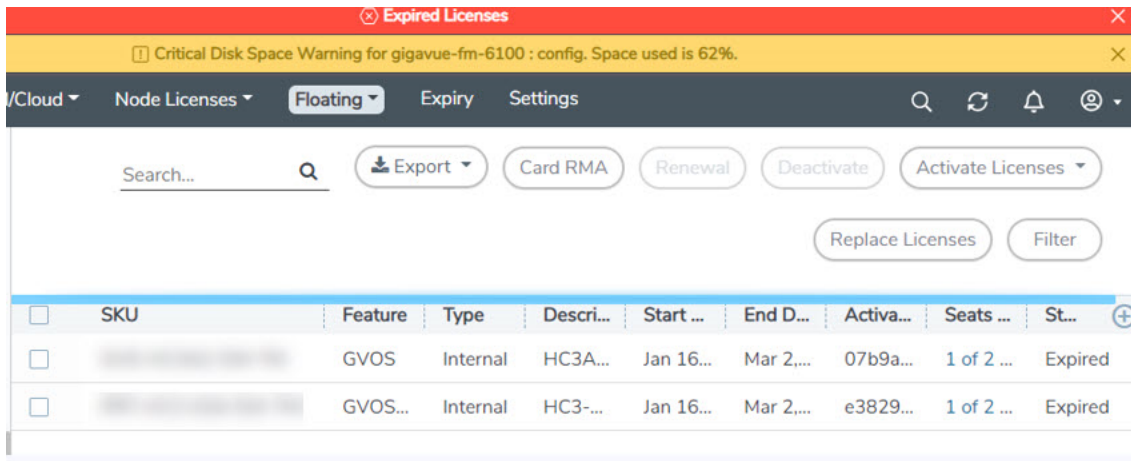 Expired Licenses
Critical Disk Space Warning for gigavue-fm-6100 : config. Space used is 62%.
/Cloud Node Licenses Floating Expiry Settings
Search... Export Card RMA Renewal Deactivate Activate Licenses
Replace Licenses Filter
SKU Feature Type Descri... Start ... End D... Activa... Seats ... St...
GVOS Internal HC3A... Jan 16... Mar 2,... 07b9a... 1 of 2 ... Expired
GVOS... Internal HC3-... Jan 16... Mar 2,... e3829... 1 of 2 ... Expired